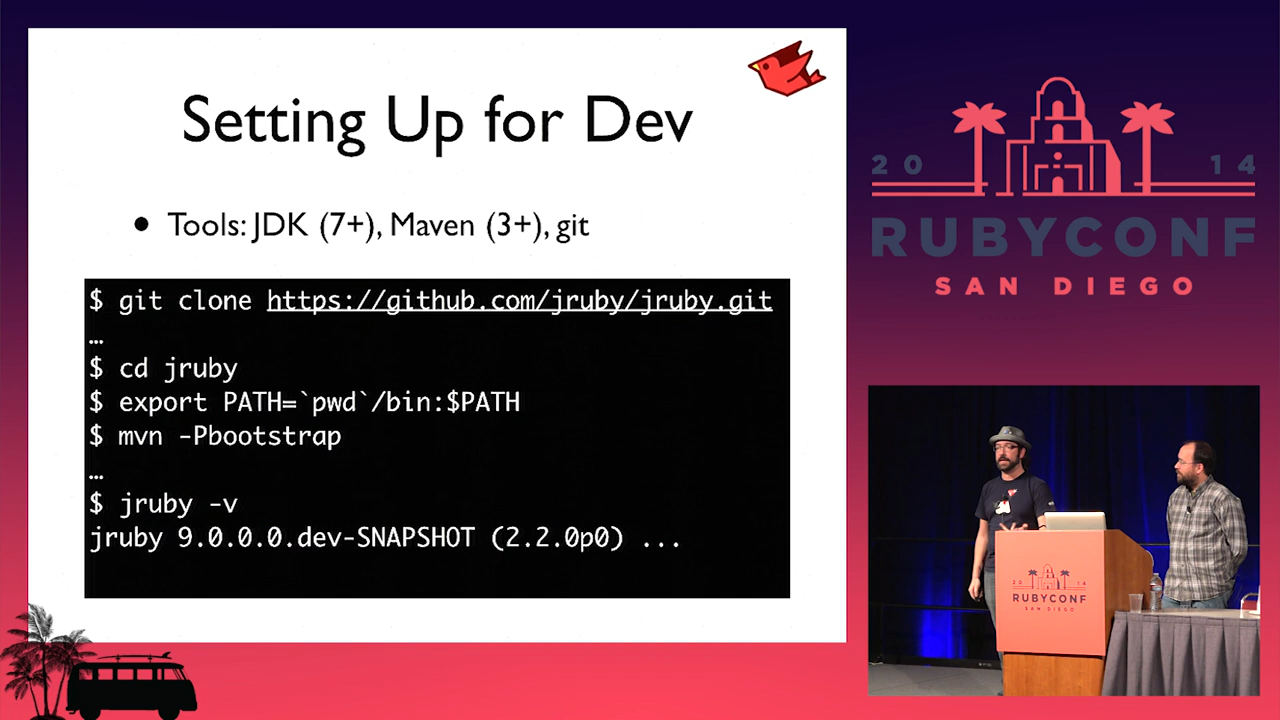 Setting Up for Dev
• Tools: JDK (7+), Maven (3+), git
$ git clone https://github.com/jruby/jruby.git
…
$ cd jruby
$ export PATH=`pwd`/bin:$PATH
$ mvn -Pbootstrap
…
$ jruby -v
jruby 9.0.0.0.dev-SNAPSHOT (2.2.0p0) ...
20 14
RUBYCONF
SAN DIEGO
20 14
RUBYCONF
SAN DIEGO